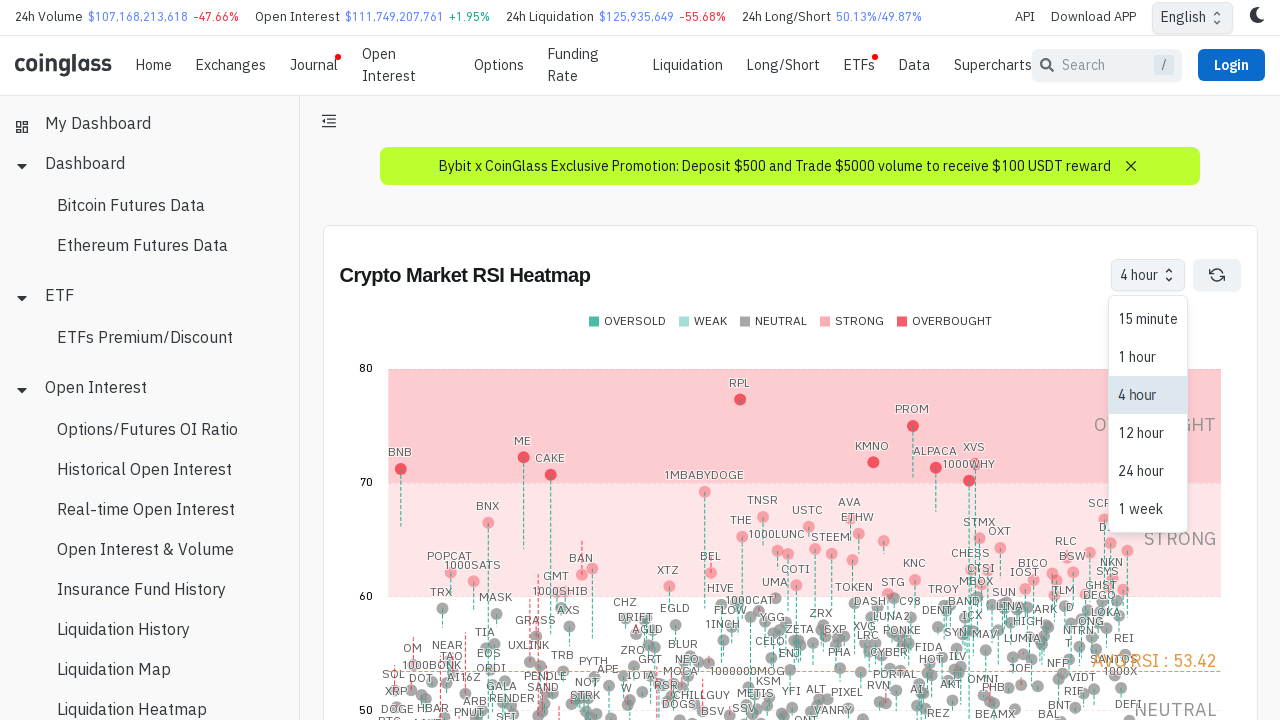 24h Volume $107,168,213,618 -47.66% Open Interest $111,749,207,761 +1.95% 24h Liquidation $125,935,649 -55.68% 24h Long/Short 50.13%/49.87% API Download APP English
coinglass Home Exchanges Journal Open Interest Options Funding Rate Liquidation Long/Short ETFs Data Supercharts Search / Login
My Dashboard
Dashboard
Bitcoin Futures Data
Ethereum Futures Data
ETF
ETFs Premium/Discount
Open Interest
Options/Futures OI Ratio
Historical Open Interest
Real-time Open Interest
Open Interest & Volume
Insurance Fund History
Liquidation History
Liquidation Map
Liquidation Heatmap
Bybit x CoinGlass Exclusive Promotion: Deposit $500 and Trade $5000 volume to receive $100 USDT reward
Crypto Market RSI Heatmap
4 hour
15 minute
1 hour
4 hour
12 hour
24 hour
1 week
OVERSOLD WEAK NEUTRAL STRONG OVERBOUGHT
80
RPL
PROM
BNB ME CAKE KMNO ALPACA XVS
1000WHY
70
1MBABYDOGE
BNX TNSR USTC AVA
THE 1000LUNC STEEM ETHW STMX OXT
STRONG
POPCAT 1000SATS BAN XTZ BEL COTI KNC CHESS CTSI BICO RLC BSW NKN
60
TRX MASK GMT 1000SHIB AXS CHZ EGLD HIVE UMA 1000CAT TOKEN STG TROY MBOX IOST TLM SYS GHST
TIA GRASS DRIFT AGLD FLOW 1INCH YGG ZRX DASH C98 DENT BAND SUN ARK DEGO
OM NEAR TAO EOS UXLINK ZRO GRT BLUR CELO ZETA SXP XVG LUNA2 PONKE SYN ICX MAV HIGH LUMIA ONG REI
SOL 1000BONK ORDI TRB PYTH APE NEO 1000000MOG ENJ PHA LRC CYBER FIDA HOT ILV JOE NFP 1000X
53.42
XRP DOT AI16Z GALA PENDLE SAND NOT W IOTA RSR MOCA KSM YFI ALT PIXEL RVN PORTAL AI AKT OMNI PHB RIF VIDT
50
DOGE HBAR PNUT ARB RENDER STRK DOGS CHILLGUY BSV METIS SSV VANRY REZ BEAMX BNT DEFI
NEUTRAL